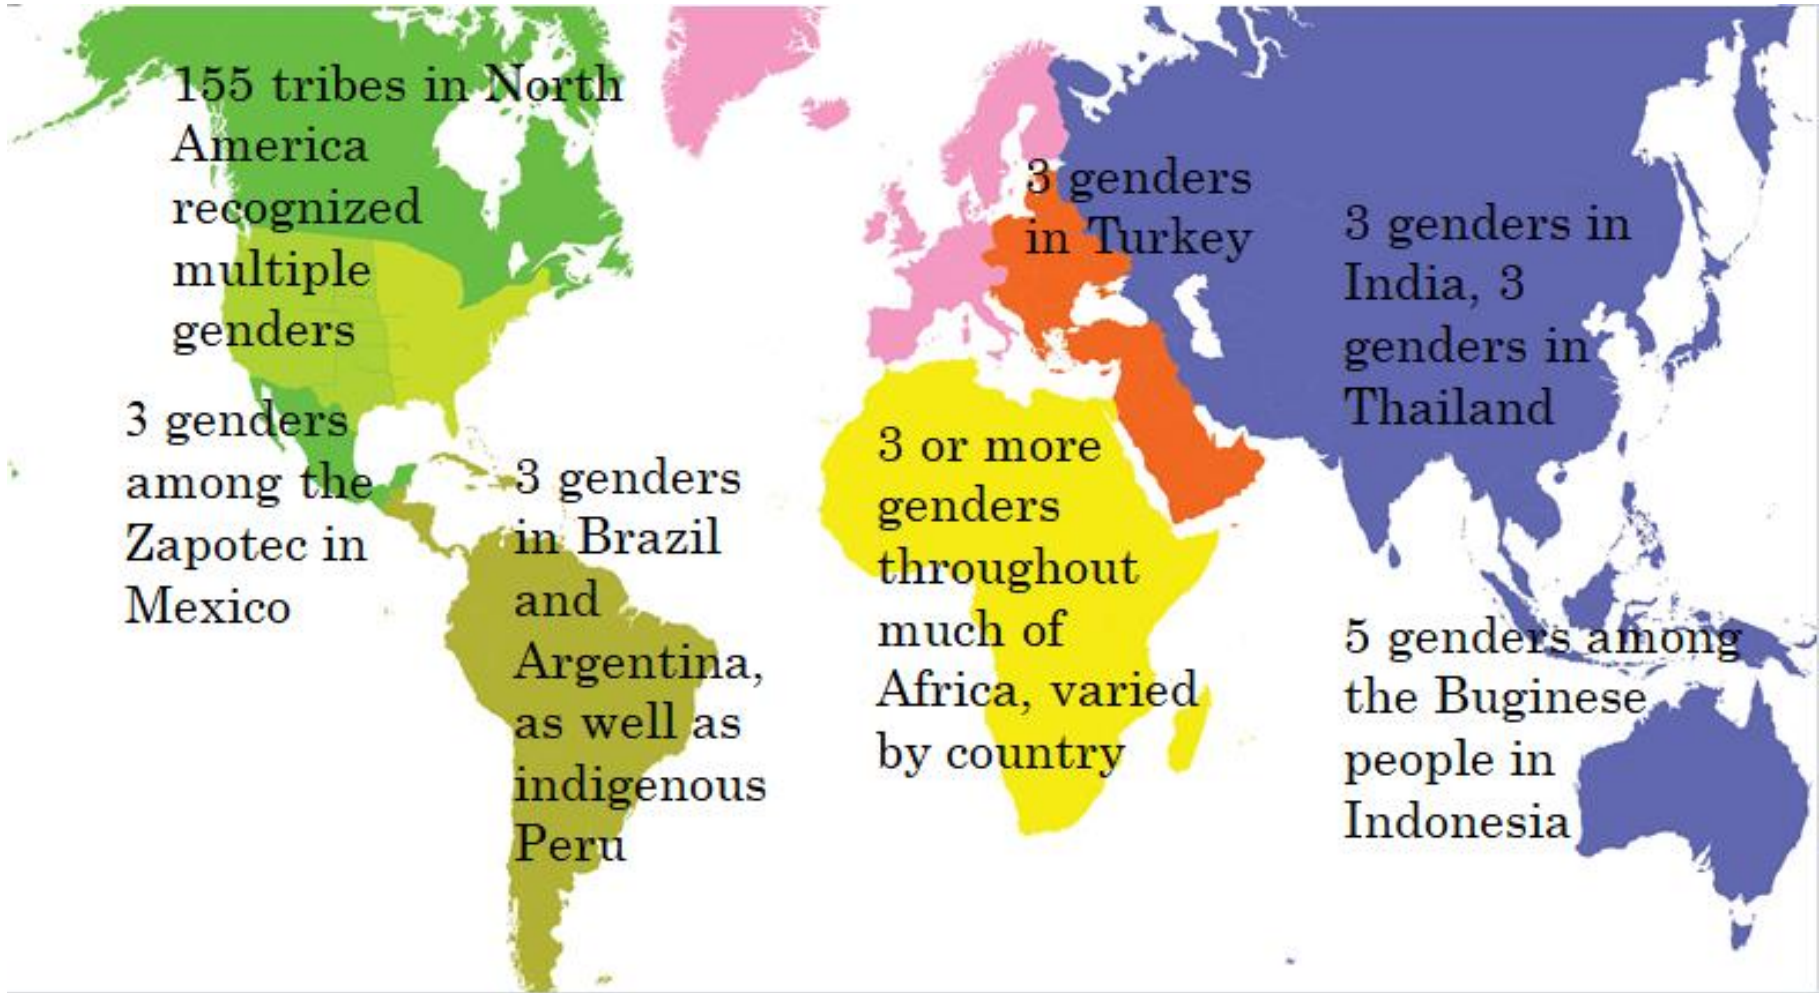 155 tribes in North
America
recognized
multiple
genders
3 genders
among the
Zapotec in
Mexico
3 genders
in Brazil
and
Argentina,
as well as
indigenous
Peru
3 genders
in Turkey
3 or more
genders
throughout
much of
Africa, varied
by country
3 genders in
India, 3
genders in
Thailand
5 genders among
the Buginese
people in
Indonesia